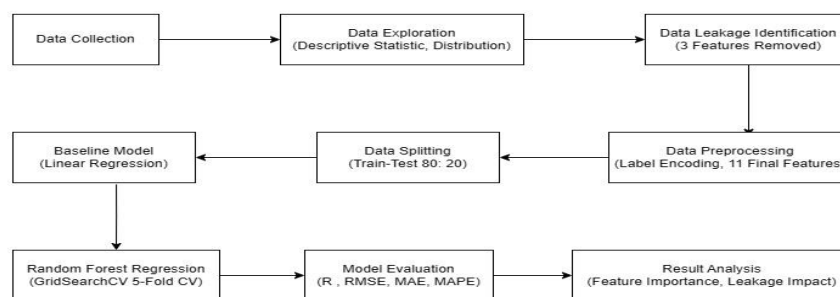 Data Collection
Data Exploration
(Descriptive Statistic, Distribution)
Data Leakage Identification
(3 Features Removed)
Data Preprocessing
(Label Encoding, 11 Final Features
Data Splitting
(Train-Test 80: 20)
Baseline Model
(Linear Regression)
Random Forest Regression
(GridSearchCV 5-Fold CV)
Model Evaluation
(R , RMSE, MAE, MAPE)
Result Analysis
(Feature Importance, Leakage Impact)